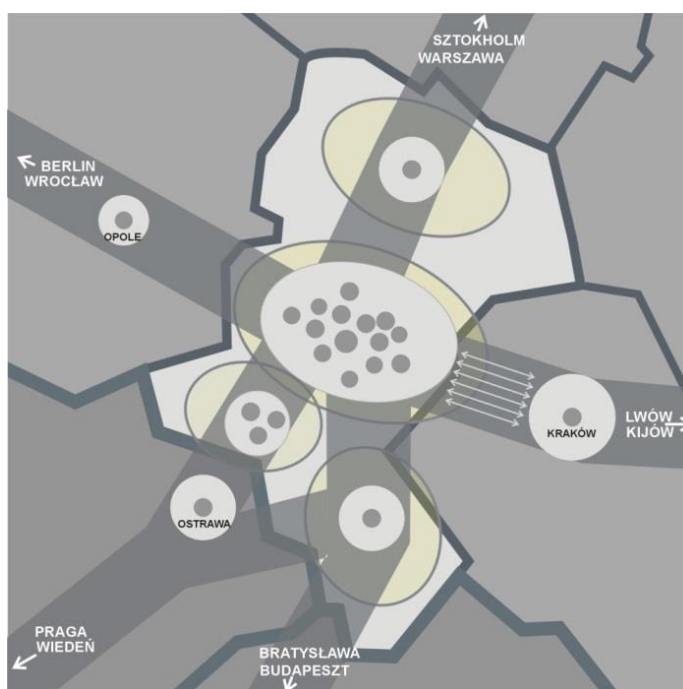 SZTOKHOLM
WARSZAWA
BERLIN
WROCŁAW
OPOLE
KRAKÓW
LWÓW
KIJÓW
OSTRAWA
PRAGA
WIEDEŃ
BRATYSŁAWA
BUDAPESZT